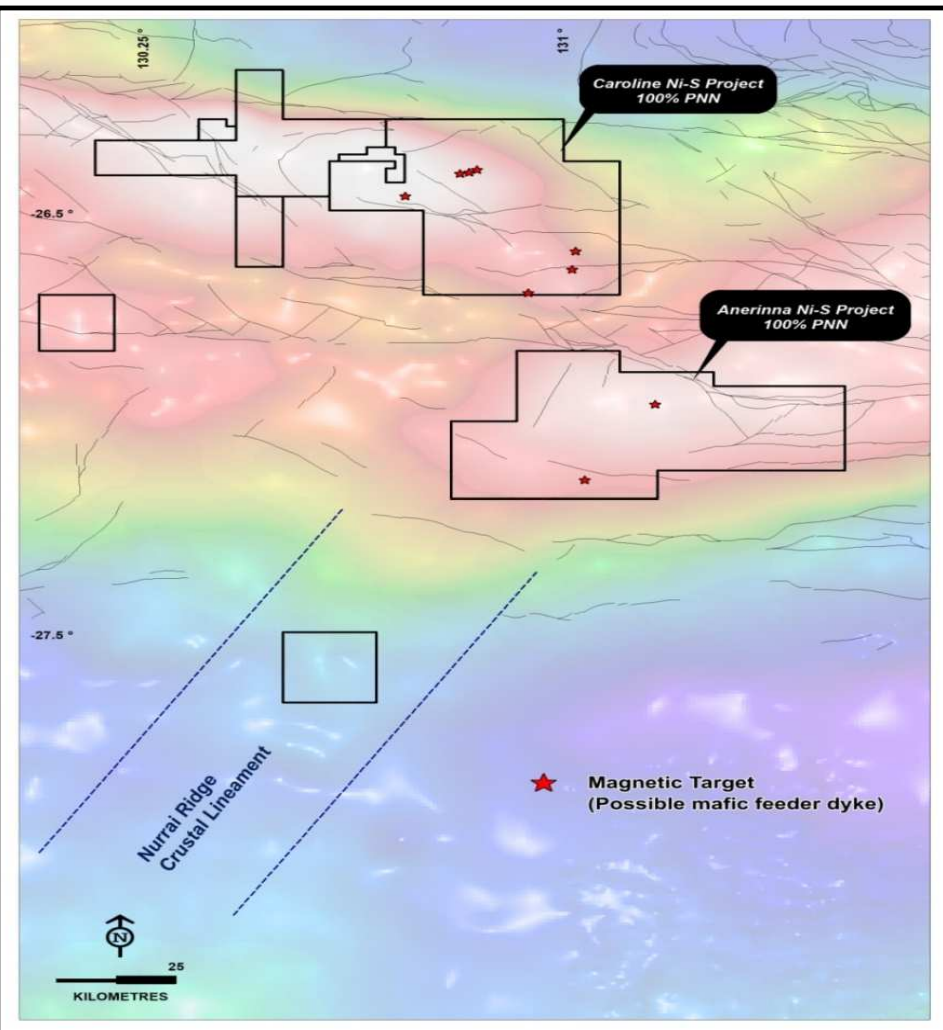 130.25°
131°
Caroline Ni-S Project
100% PNN
-26.5 °
Anerinna Ni-S Project
100% PNN
-27.5 °
Nurrai Ridge
Crustal Lineament
Magnetic Target
(Possible mafic feeder dyke)
N
25
KILOMETRES